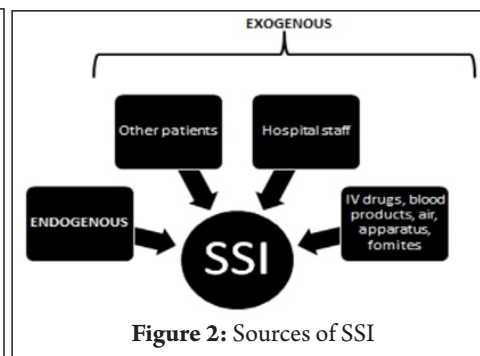 EXOGENOUS
Other patients
Hospital staff
ENDOGENOUS
IV drugs, blood
products, air,
apparatus,
fomites
SSI
Figure 2: Sources of SSI